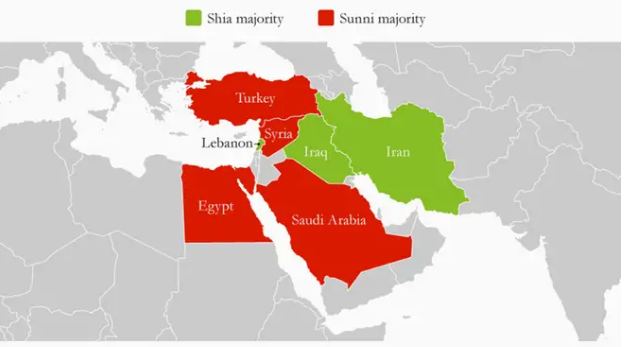 Shia majority
Sunni majority
Turkey
Lebanon
Syria
Iraq
Iran
Egypt
Saudi Arabia